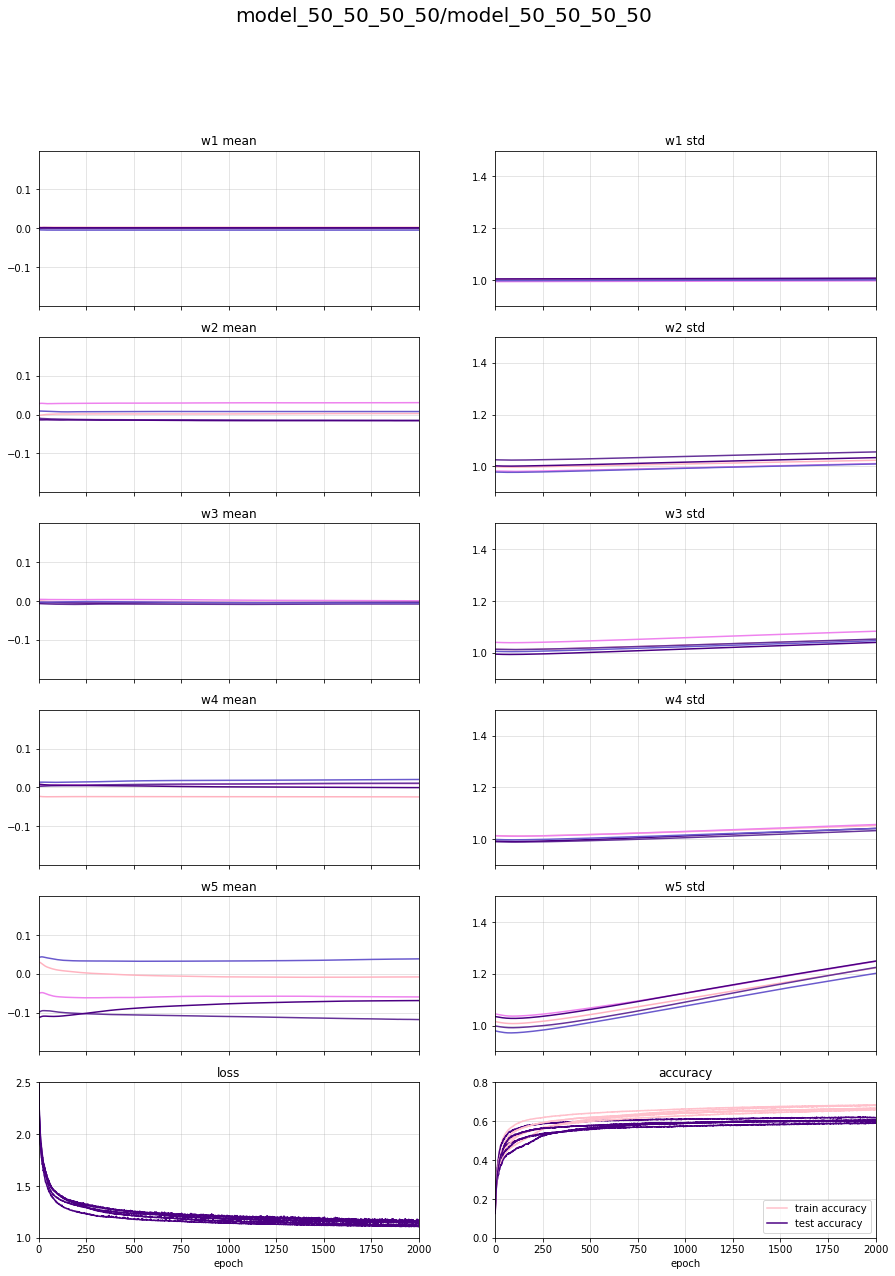 model_50_50_50_50/model_50_50_50_50
w1 mean
0.1
0.0
−0.1
w1 std
1.4
1.2
1.0
w2 mean
0.1
0.0
−0.1
w2 std
1.4
1.2
1.0
w3 mean
0.1
0.0
−0.1
w3 std
1.4
1.2
1.0
w4 mean
0.1
0.0
−0.1
w4 std
1.4
1.2
1.0
w5 mean
0.1
0.0
−0.1
w5 std
1.4
1.2
1.0
loss
2.5
2.0
1.5
1.0
0 250 500 750 1000 1250 1500 1750 2000
epoch
accuracy
0.8
0.6
0.4
0.2
0.0
train accuracy
test accuracy
0 250 500 750 1000 1250 1500 1750 2000
epoch